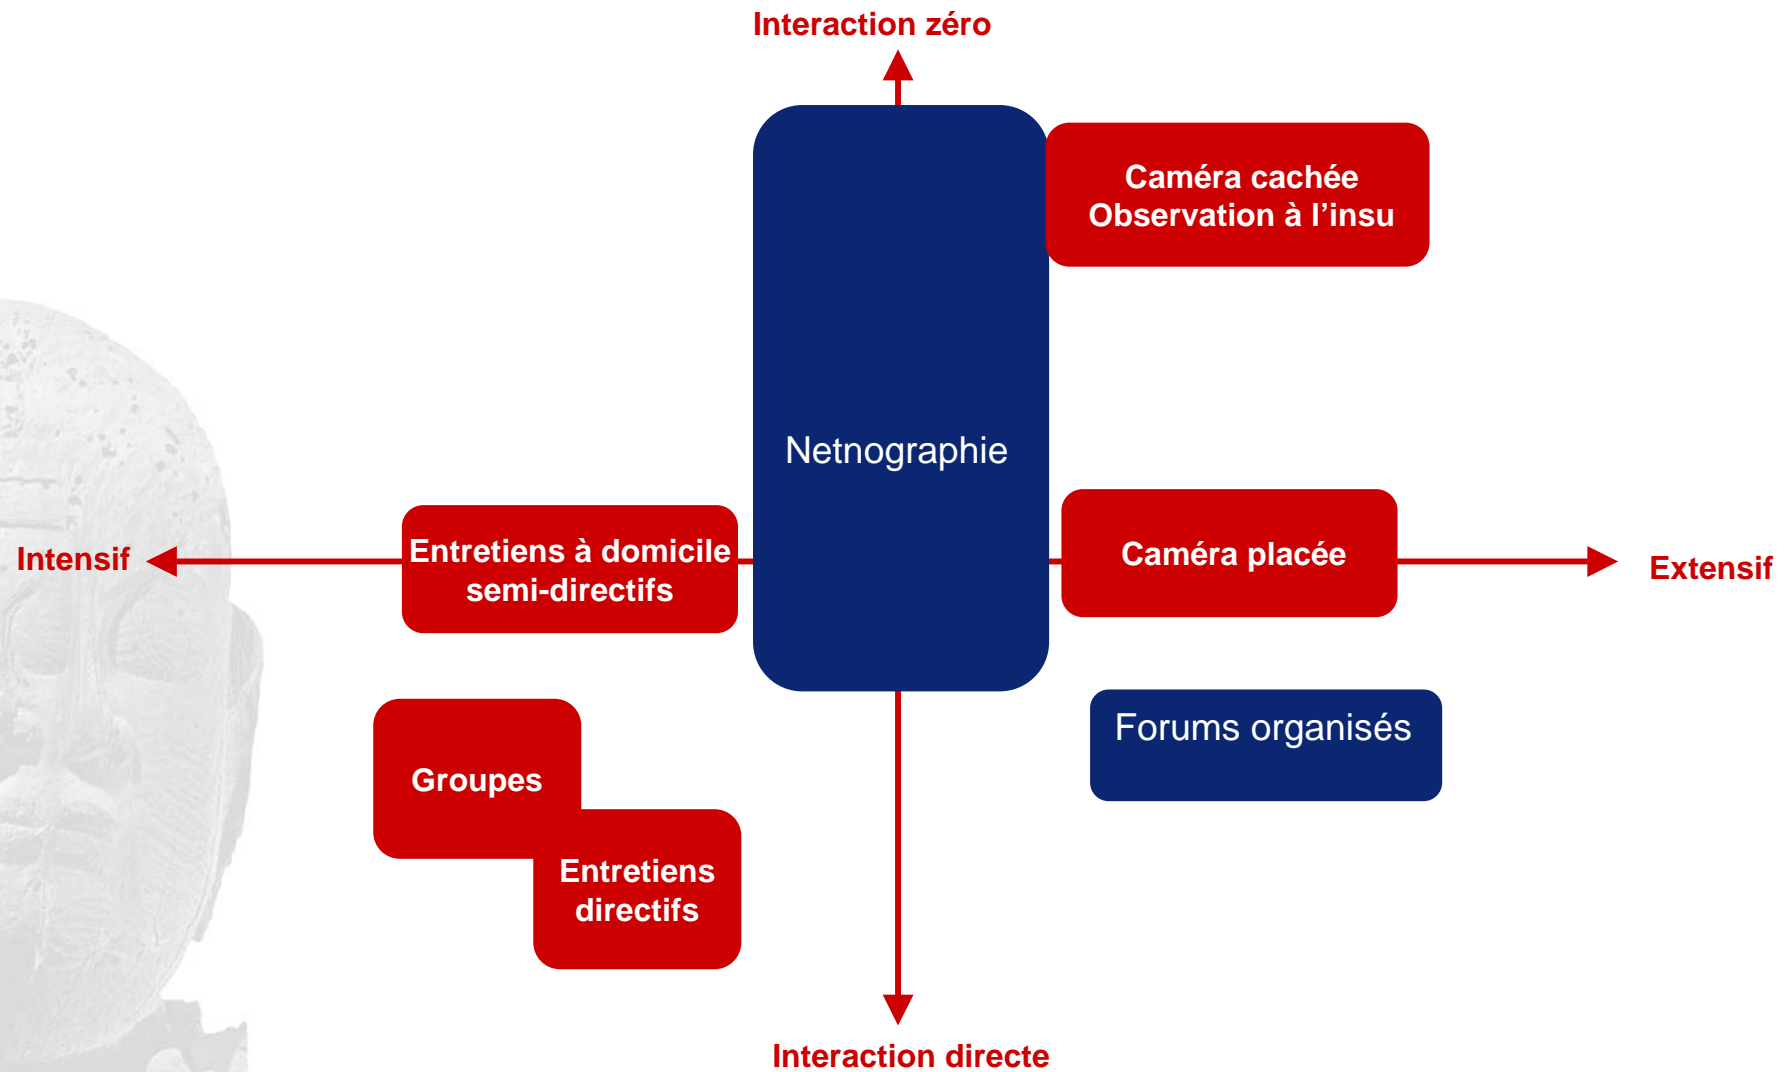 Interaction zéro
Caméra cachée
Observation à l’insu
Netnographie
Intensif
Entretiens à domicile
semi-directifs
Caméra placée
Extensif
Forums organisés
Groupes
Entretiens
directifs
Interaction directe